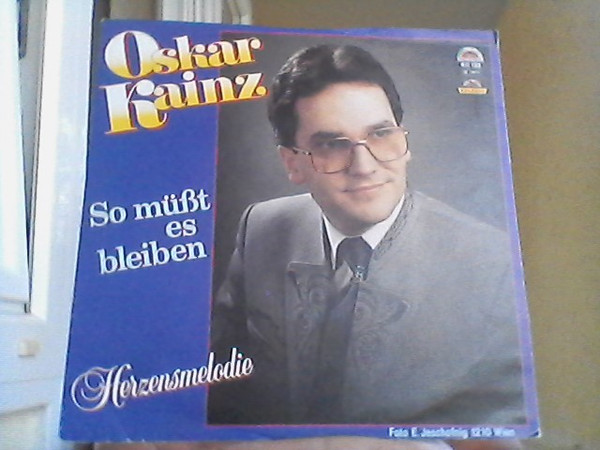 Oskar
Kainz
So müßt
es
bleiben
Herzensmelodie
Foto E. Jeschofnig 1210 Wien